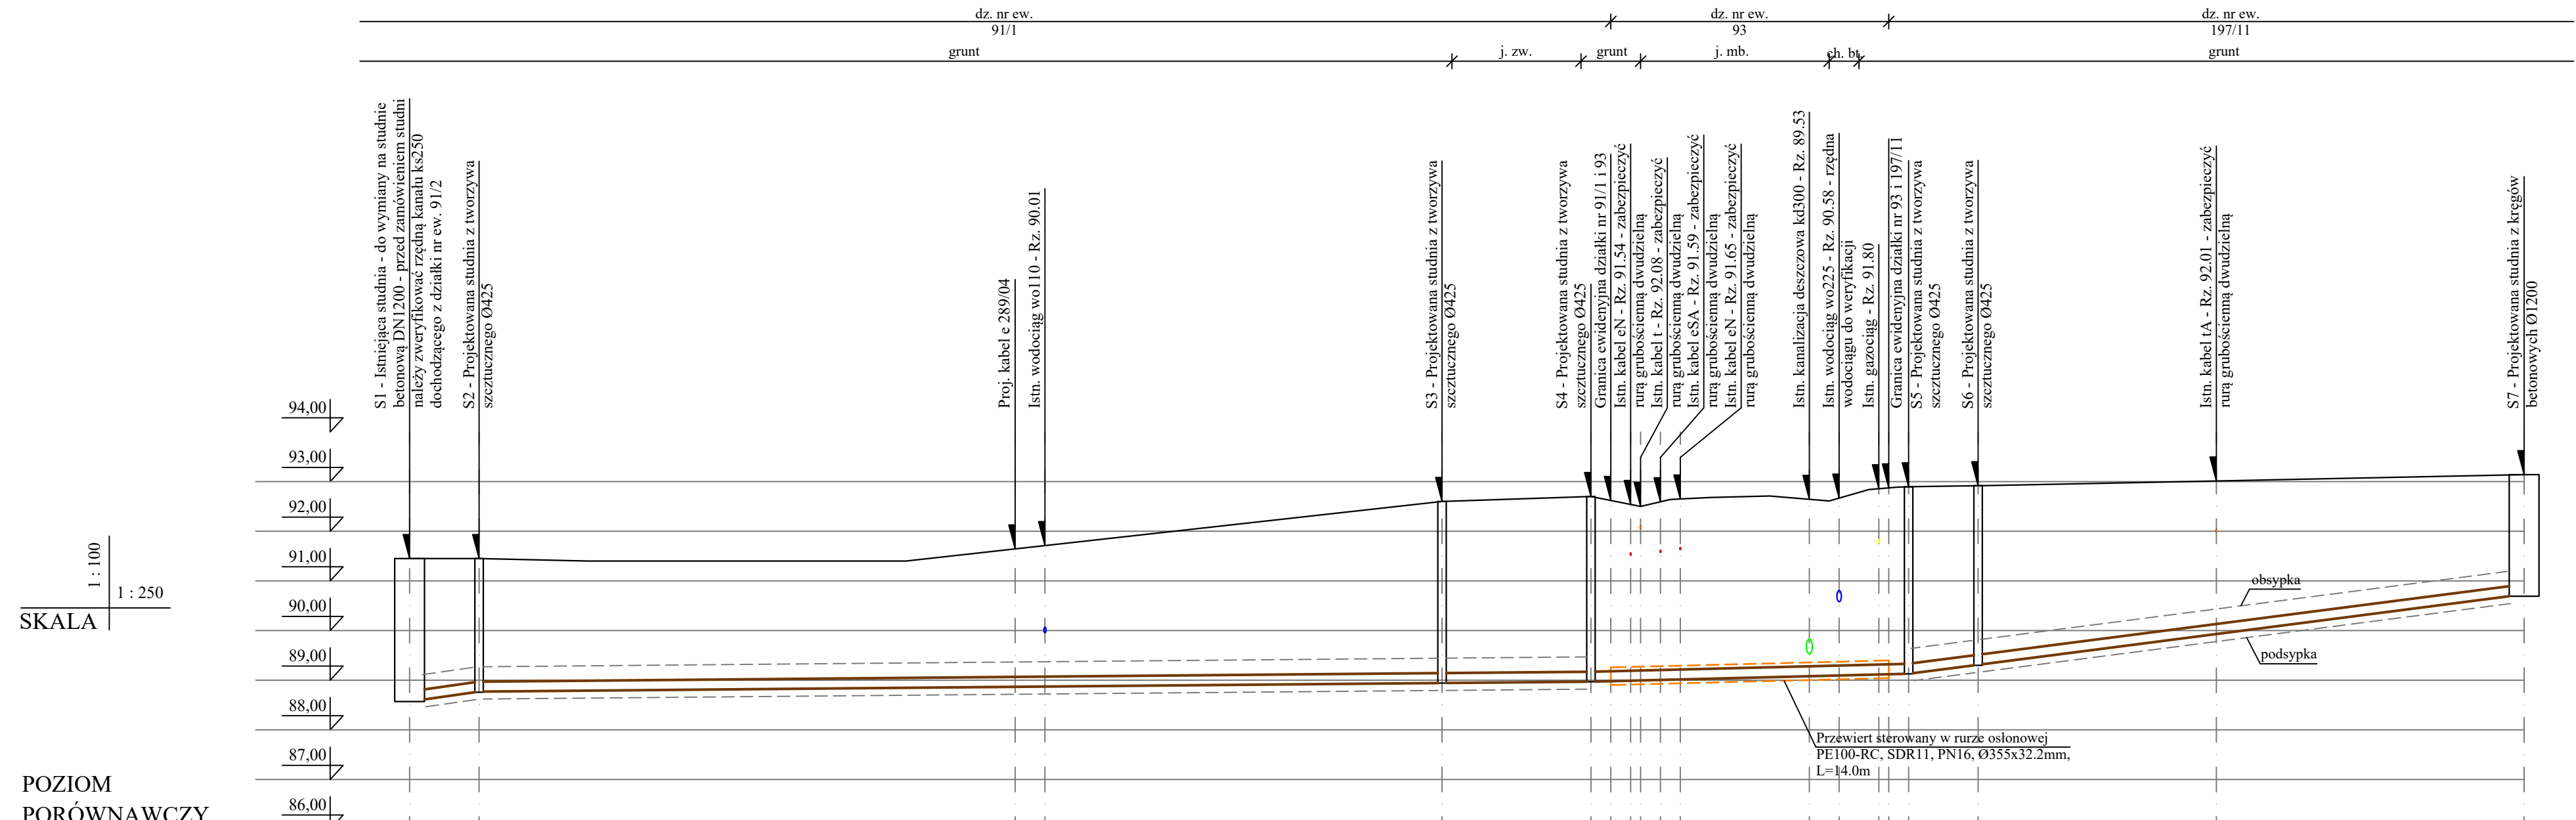 dz. nr ew.
91/1
dz. nr ew.
93
dz. nr ew.
197/11
grunt
j. zw.
grunt
j. mb.
ch. bt.
grunt
S1 - Istniejąca studnia - do wymiany na studnie
betonową DN1200 - przed zamówieniem studni
należy zweryfikować rzędną kanału ks250
dochodzącego z działki nr ew. 91/2
S2 - Projektowana studnia z tworzywa
szcztucznego Ø425
Proj. kabel e 289/04
Istn. wodociąg wo110 - Rz. 90.01
S3 - Projektowana studnia z tworzywa
szcztucznego Ø425
S4 - Projektowana studnia z tworzywa
szcztucznego Ø425
Granica ewidenyjna działki nr 91/1 i 93
Istn. kabel eN - Rz. 91.54 - zabezpieczyć
rurą grubościenną dwudzielną
Istn. kabel t - Rz. 92.08 - zabezpieczyć
rurą grubościenną dwudzielną
Istn. kabel eSA - Rz. 91.59 - zabezpieczyć
rurą grubościenną dwdzielną
Istn. kabel eN - Rz. 91.65 - zabezpieczyć
rurą grubościenną dwudzielną
Istn. kanalizacja deszczowa kd300 - Rz. 89.53
Istn. wodociąg wo225 - Rz. 90.58 - rzędna
wodociągu do weryfikacji
Istn. gazociąg - Rz. 91.80
Granica ewidenyjna działki nr 93 i 197/11
S5 - Projektowana studnia z tworzywa
szcztucznego Ø425
S6 - Projektowana studnia z tworzywa
szcztucznego Ø425
Istn. kabel tA - Rz. 92.01 - zabezpieczyć
rurą grubościenną dwudzielną
S7 - Projektowana studnia z kręgów
betonowych Ø1200
94,00
93,00
92,00
91,00
90,00
89,00
88,00
87,00
86,00
1 : 100
1 : 250
SKALA
obsypka
podsypka
Przewiert sterowany w rurze osłonowej
PE100-RC, SDR11, PN16, Ø355x32.2mm,
L=14.0m
POZIOM
PORÓWNAWCZY